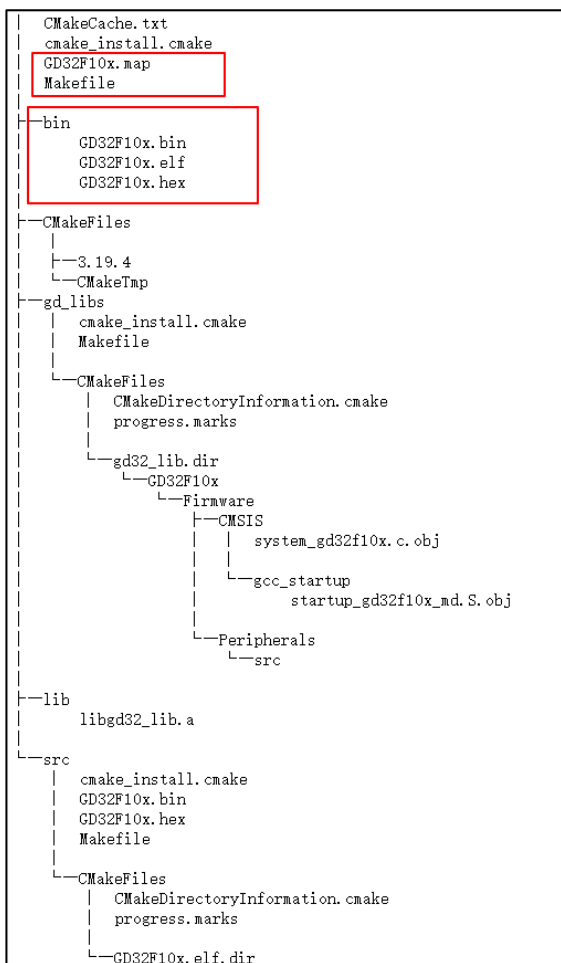 CMakeCache.txt
cmake_install.cmake
GD32F10x.map
Makefile
bin
GD32F10x.bin
GD32F10x.elf
GD32F10x.hex
CMakeFiles
3.19.4
CMakeTmp
gd_libs
cmake_install.cmake
Makefile
CMakeFiles
CMakeDirectoryInformation.cmake
progress.marks
gd32_lib.dir
GD32F10x
Firmware
CMSIS
system_gd32f10x.c.obj
gcc_startup
startup_gd32f10x_md.S.obj
Peripherals
src
lib
libgd32_lib.a
src
cmake_install.cmake
GD32F10x.bin
GD32F10x.hex
Makefile
CMakeFiles
CMakeDirectoryInformation.cmake
progress.marks
GD32F10x.elf.dir